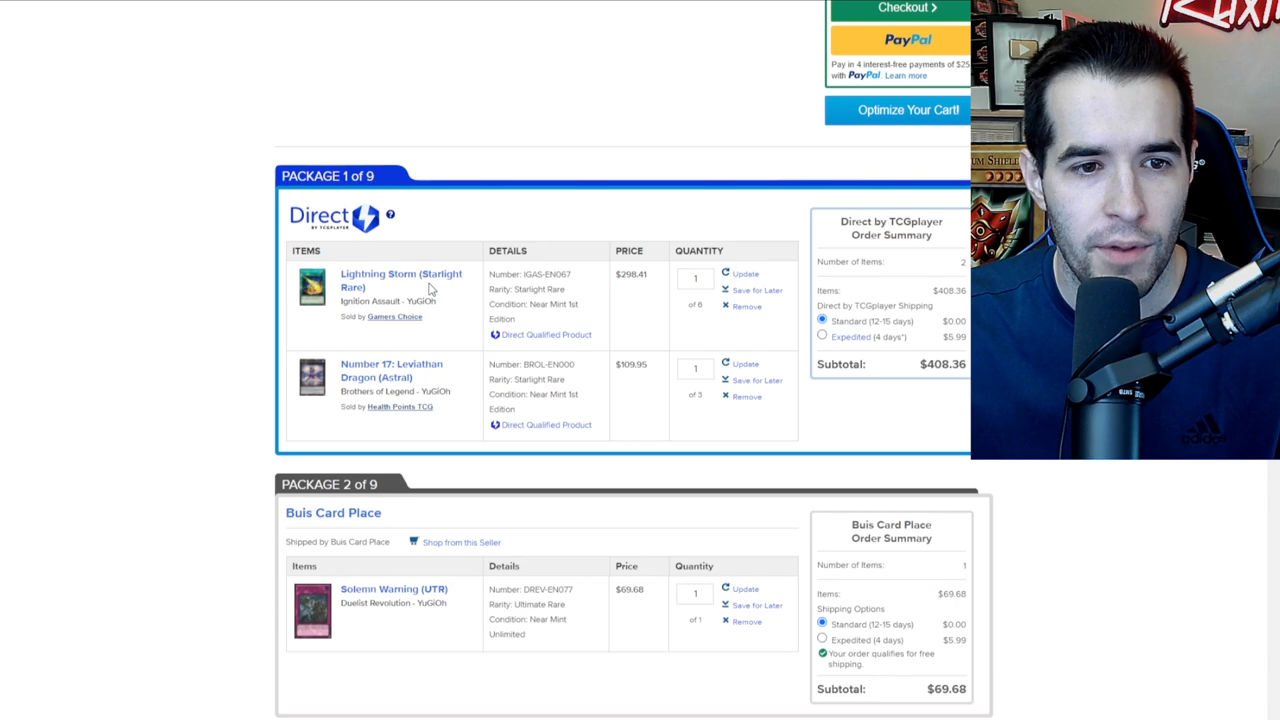 Checkout >
PayPal
Pay in 4 interest-free payments of $25
with PayPal. Learn more
Optimize Your Cart!
PACKAGE 1 of 9
Direct
BY TCGPLAYER
?
ITEMS DETAILS PRICE QUANTITY
Lightning Storm (Starlight
Rare)
Ignition Assault - YuGiOh
Sold by Gamers Choice
Number: IGAS-EN067
Rarity: Starlight Rare
Condition: Near Mint 1st
Edition
Direct Qualified Product
$298.41
1
of 6
Update
Save for Later
Remove
Number 17: Leviathan
Dragon (Astral)
Brothers of Legend - YuGiOh
Sold by Health Points TCG
Number: BROL-EN000
Rarity: Starlight Rare
Condition: Near Mint 1st
Edition
Direct Qualified Product
$109.95
1
of 3
Update
Save for Later
Remove
Direct by TCGplayer
Order Summary
Number of Items: 2
Items: $408.36
Direct by TCGplayer Shipping
Standard (12-15 days) $0.00
Expedited (4 days*) $5.99
Subtotal: $408.36
PACKAGE 2 of 9
Buis Card Place
Shipped by Buis Card Place Shop from this Seller
Items Details Price Quantity
Solemn Warning (UTR)
Duelist Revolution - YuGiOh
Number: DREV-EN077
Rarity: Ultimate Rare
Condition: Near Mint
Unlimited
$69.68
1
of 1
Update
Save for Later
Remove
Buis Card Place
Order Summary
Number of Items: 1
Items: $69.68
Shipping Options
Standard (12-15 days) $0.00
Expedited (4 days) $5.99
Your order qualifies for free
shipping.
Subtotal: $69.68
adidas